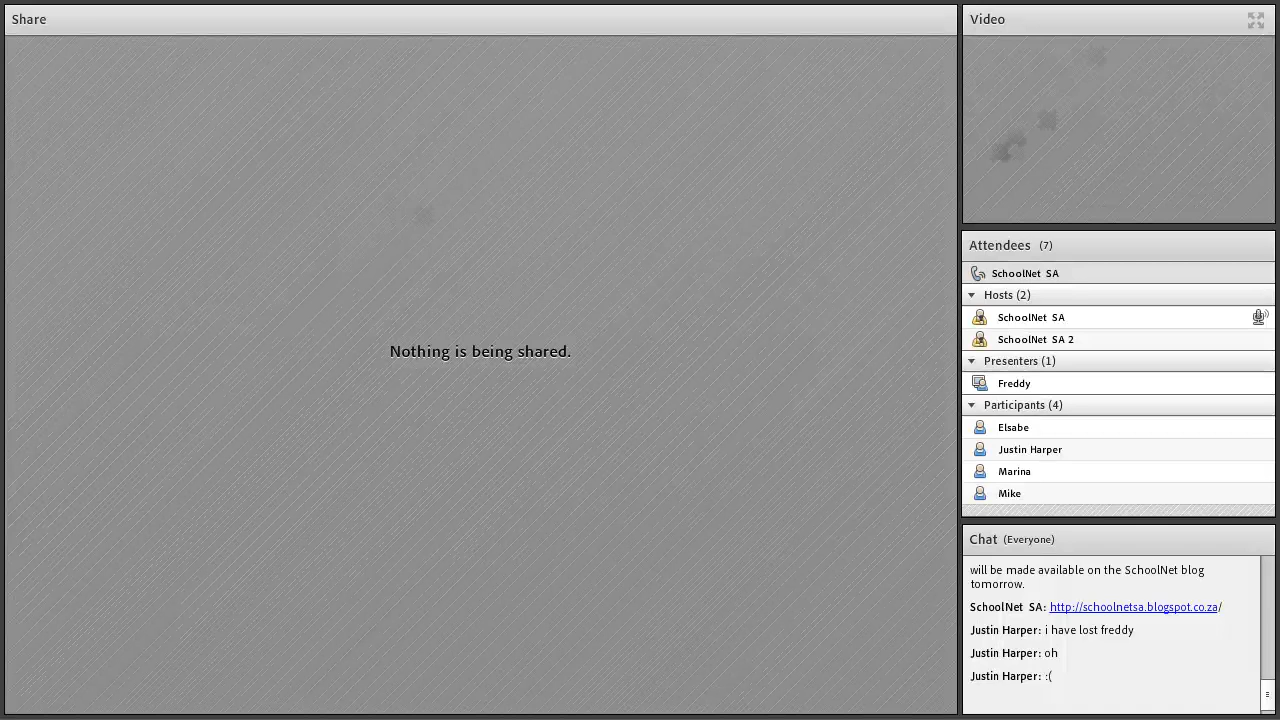 Share
Nothing is being shared.
Video
Attendees (7)
SchoolNet SA
Hosts (2)
SchoolNet SA
SchoolNet SA 2
Presenters (1)
Freddy
Participants (4)
Elsabe
Justin Harper
Marina
Mike
Chat (Everyone)
will be made available on the SchoolNet blog
tomorrow.
SchoolNet SA: http://schoolnetsa.blogspot.co.za/
Justin Harper: i have lost freddy
Justin Harper: oh
Justin Harper: :(